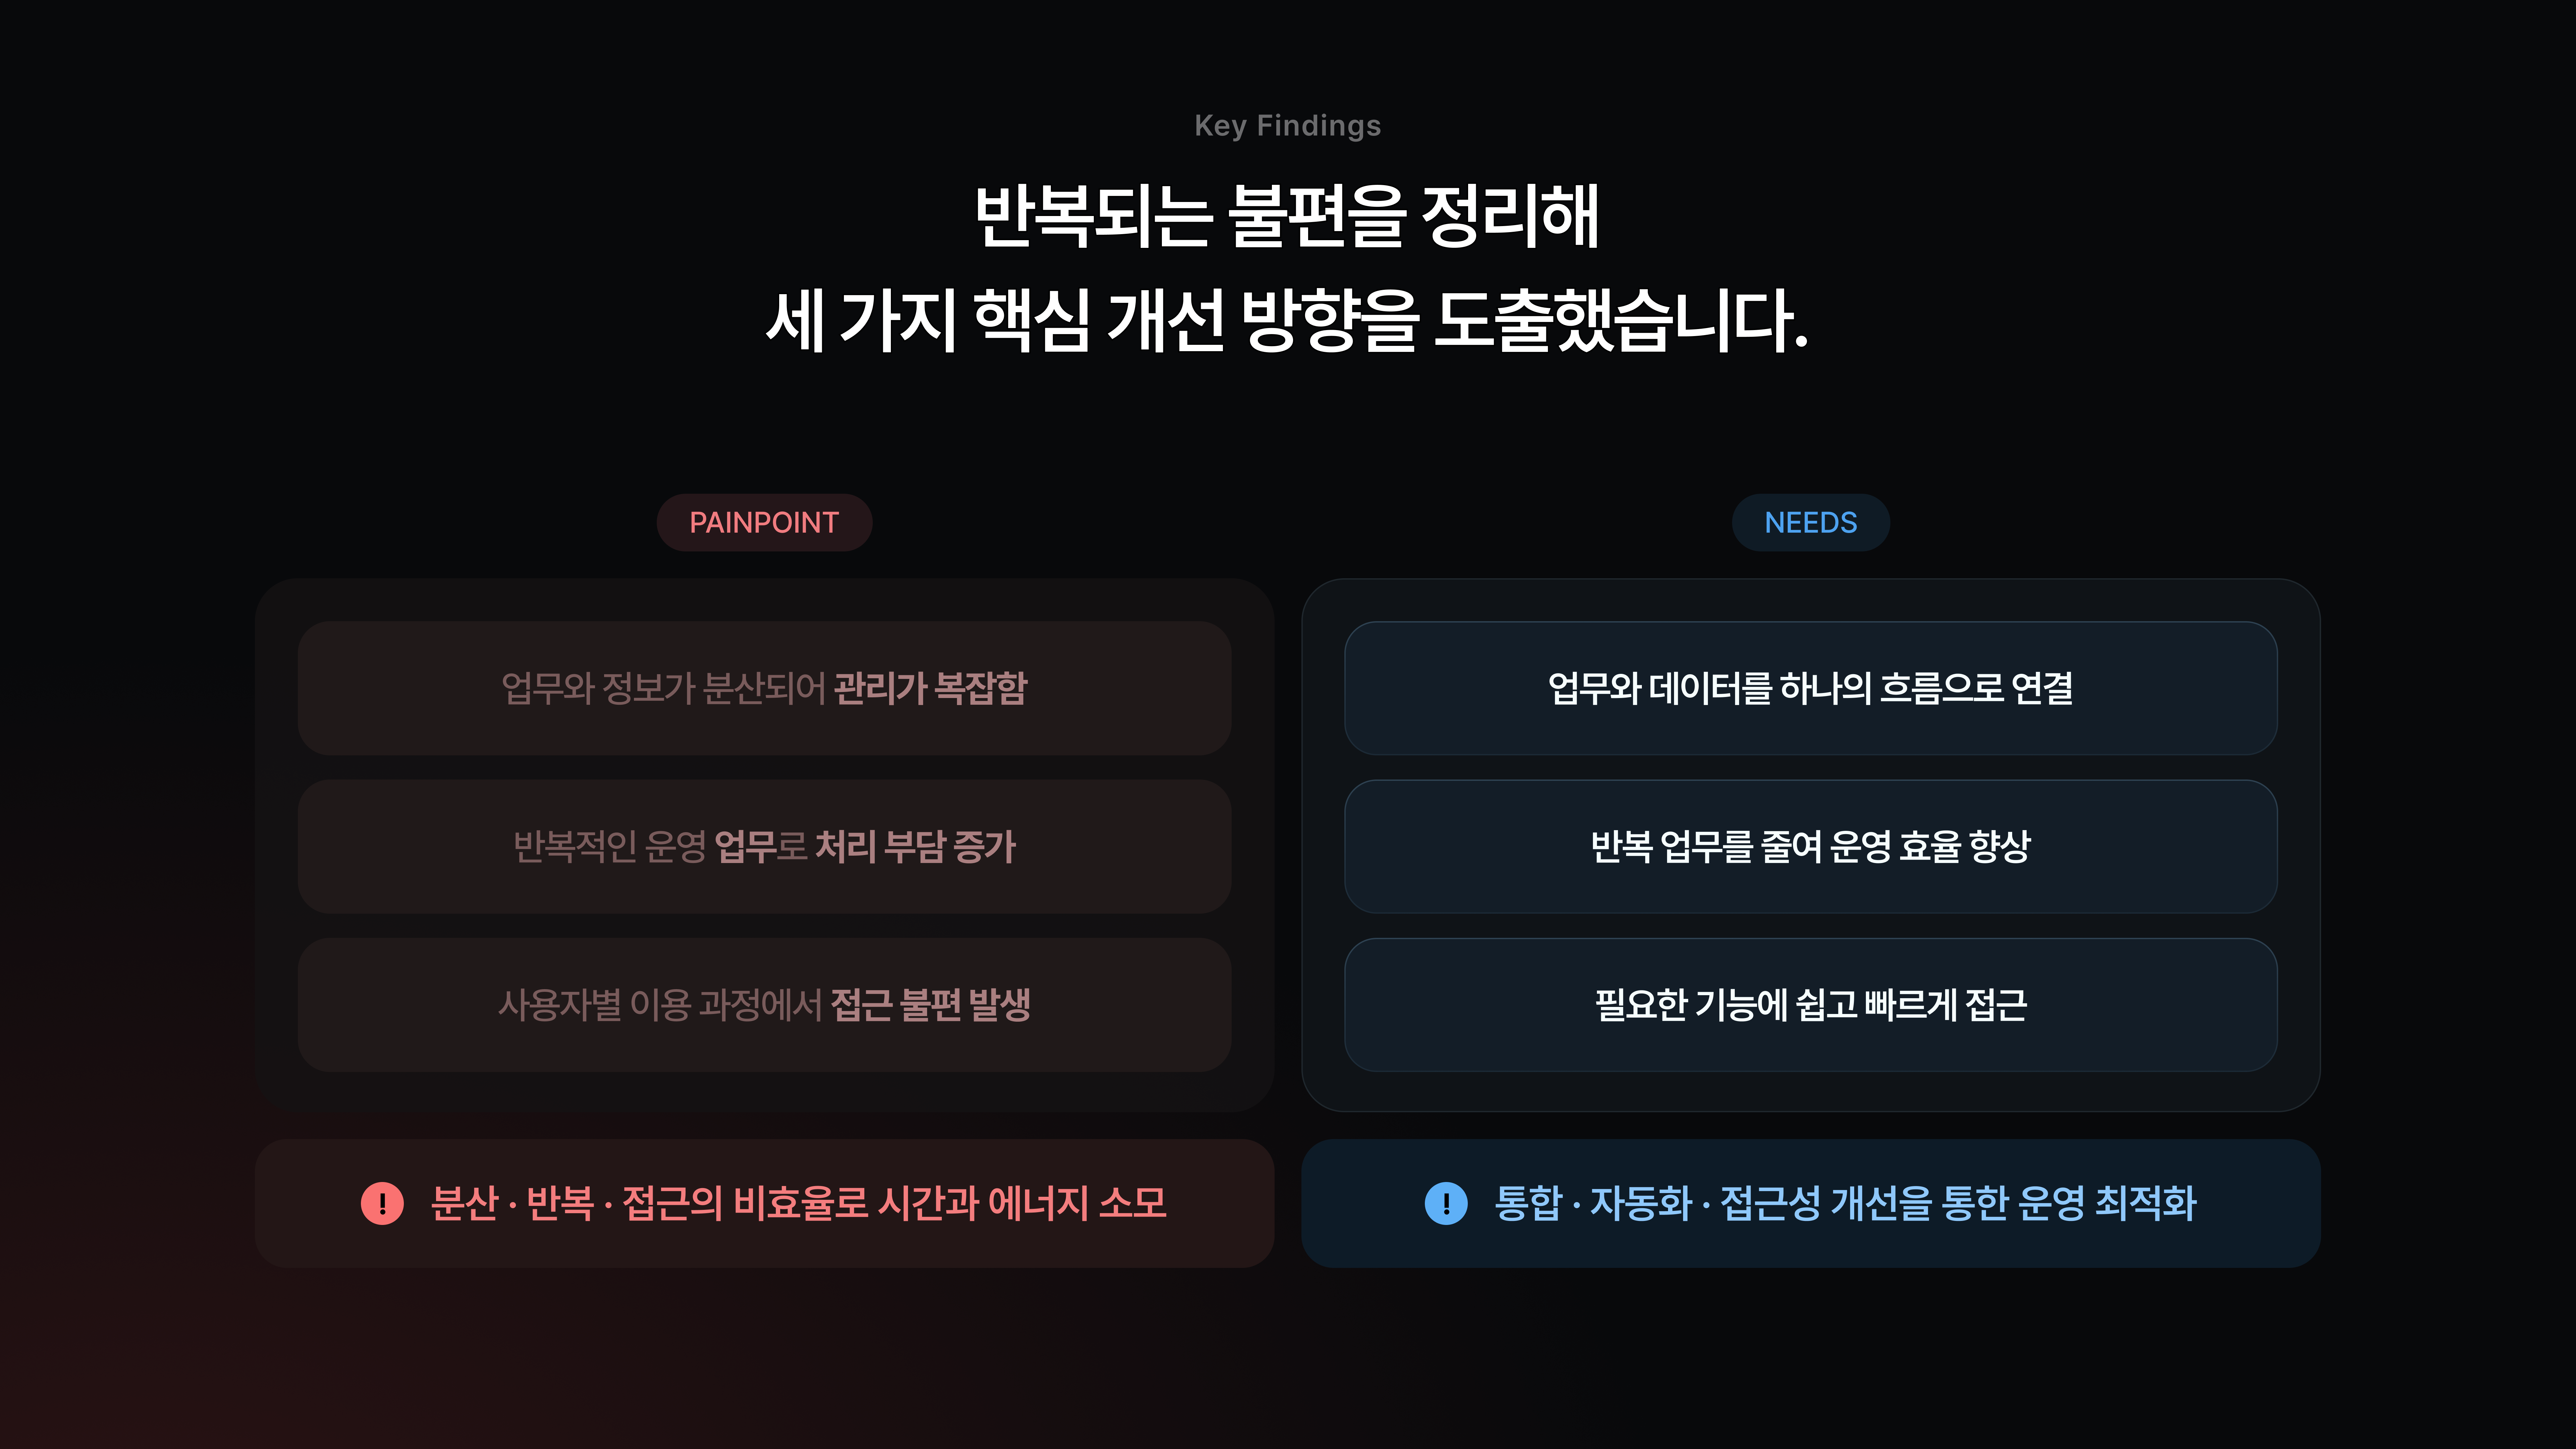 Key Findings
반복되는 불편을 정리해
세 가지 핵심 개선 방향을 도출했습니다.
PAINPOINT
업무와 정보가 분산되어 관리가 복잡함
반복적인 운영 업무로 처리 부담 증가
사용자별 이용 과정에서 접근 불편 발생
! 분산 · 반복 · 접근의 비효율로 시간과 에너지 소모
NEEDS
업무와 데이터를 하나의 흐름으로 연결
반복 업무를 줄여 운영 효율 향상
필요한 기능에 쉽고 빠르게 접근
! 통합 · 자동화 · 접근성 개선을 통한 운영 최적화